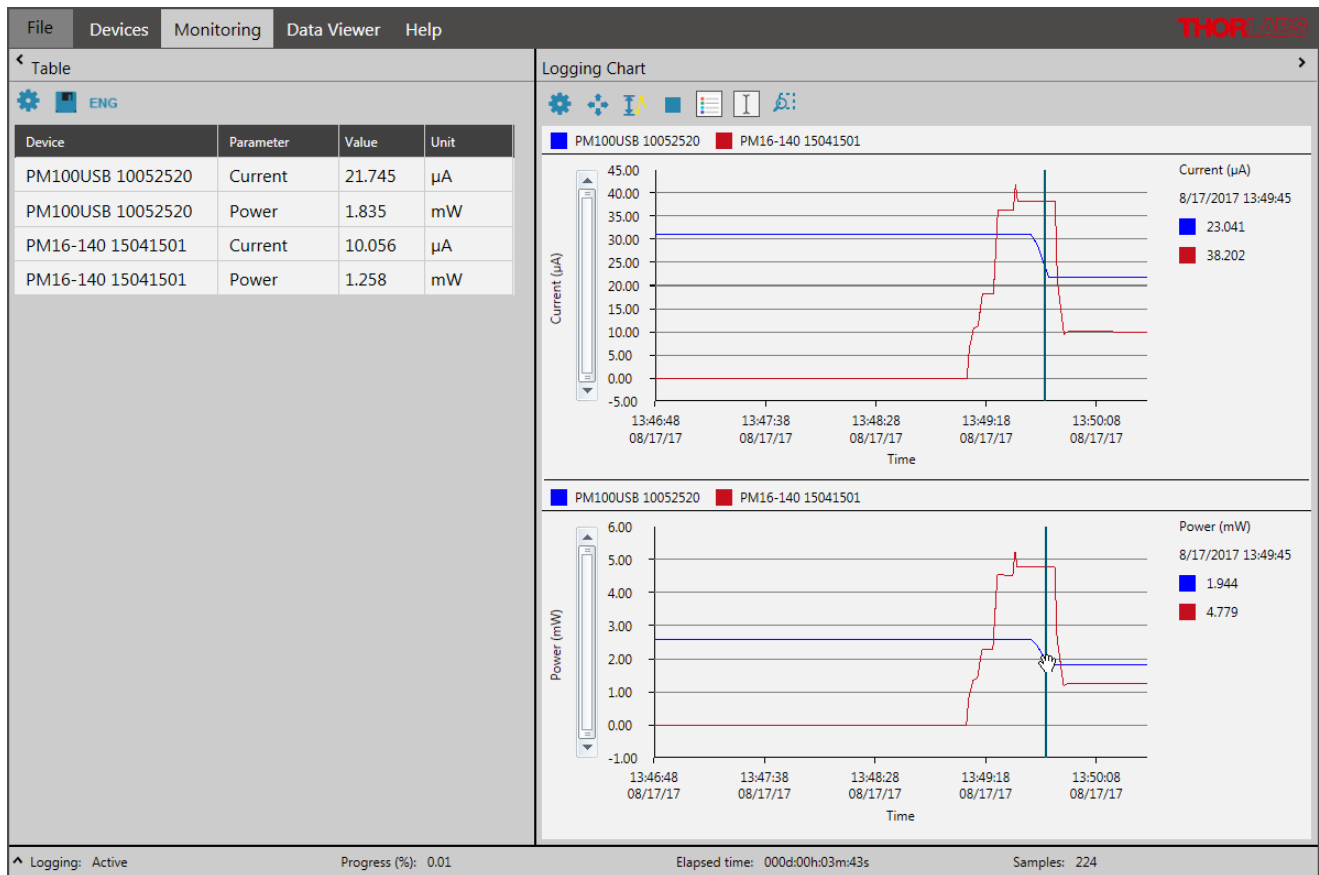 File Devices Monitoring Data Viewer Help THORLABS
Table
ENG
Device Parameter Value Unit
PM100USB 10052520 Current 21.745 µA
PM100USB 10052520 Power 1.835 mW
PM16-140 15041501 Current 10.056 µA
PM16-140 15041501 Power 1.258 mW
Logging Chart
PM100USB 10052520 PM16-140 15041501
Current (µA)
45.00
40.00
35.00
30.00
25.00
20.00
15.00
10.00
5.00
0.00
-5.00
13:46:48 13:47:38 13:48:28 13:49:18 13:50:08
08/17/17 08/17/17 08/17/17 08/17/17 08/17/17
Time
Current (µA)
8/17/2017 13:49:45
23.041
38.202
PM100USB 10052520 PM16-140 15041501
Power (mW)
6.00
5.00
4.00
3.00
2.00
1.00
0.00
-1.00
13:46:48 13:47:38 13:48:28 13:49:18 13:50:08
08/17/17 08/17/17 08/17/17 08/17/17 08/17/17
Time
Power (mW)
8/17/2017 13:49:45
1.944
4.779
Logging: Active Progress (%): 0.01 Elapsed time: 000d:00h:03m:43s Samples: 224